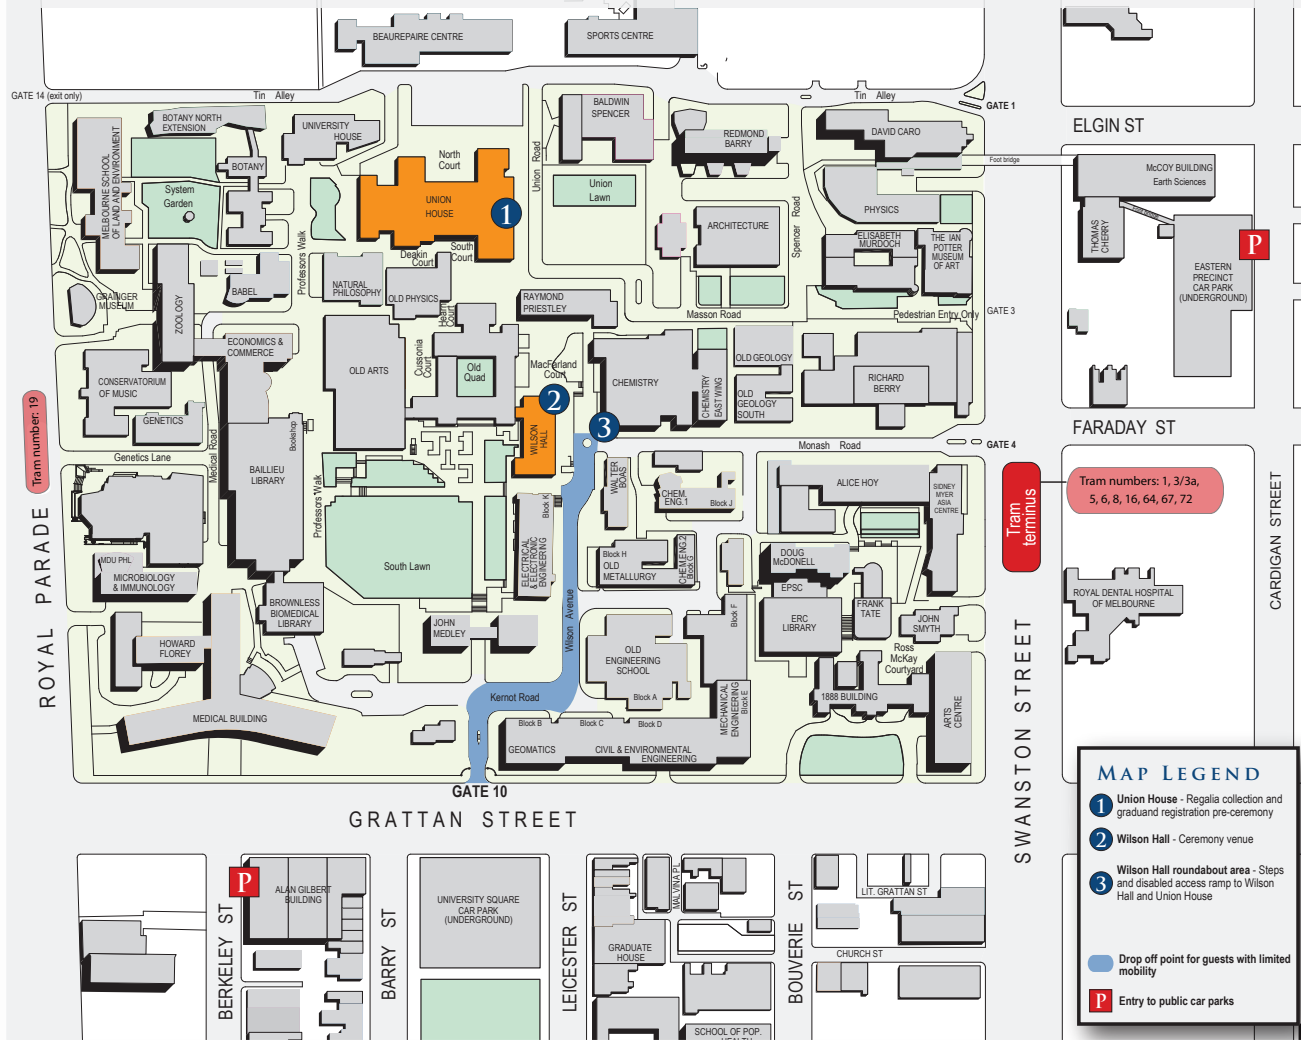 BEAUREPAIRE CENTRE
SPORTS CENTRE
GATE 14 (exit only)
Tin Alley
Tin Alley
GATE 1
BOTANY NORTH
EXTENSION
UNIVERSITY
HOUSE
BALDWIN
SPENCER
REDMOND
BARRY
DAVID CARO
ELGIN ST
MELBOURNE SCHOOL
OF LAND AND ENVIRONMENT
BOTANY
North
Court
Union Road
Foot bridge
McCOY BUILDING
Earth Sciences
System
Garden
UNION
HOUSE
1
Union
Lawn
ARCHITECTURE
Spencer Road
PHYSICS
THOMAS
CHERRY
P
Professors Walk
Deakin
Court
South
Court
ELISABETH
MURDOCH
THE IAN
POTTER
MUSEUM
OF ART
EASTERN
PRECINCT
CAR PARK
(UNDERGROUND)
GRAINGER
MUSEUM
ZOOLOGY
BABEL
NATURAL
PHILOSOPHY
OLD PHYSICS
Hearn
Court
RAYMOND
PRIESTLEY
Masson Road
Pedestrian Entry Only
GATE 3
ECONOMICS &
COMMERCE
OLD ARTS
Cussonia
Court
Old
Quad
MacFarland
Court
CHEMISTRY
CHEMISTRY
EAST WING
OLD GEOLOGY
OLD
GEOLOGY
SOUTH
RICHARD
BERRY
CONSERVATORIUM
OF MUSIC
GENETICS
2
WILSON
HALL
3
FARADAY ST
Tram number: 19
Genetics Lane
Medical Road
Bookshop
BAILLIEU
LIBRARY
Monash Road
GATE 4
Professors Walk
WALTER
BOAS
CHEM.
ENG.1
Block J
ALICE HOY
SIDNEY
MYER
ASIA
CENTRE
Tram
terminus
Tram numbers: 1, 3/3a,
5, 6, 8, 16, 64, 67, 72
CARDIGAN STREET
ROYAL PARADE
MDU PHL
MICROBIOLOGY
& IMMUNOLOGY
South Lawn
Block K
ELECTRICAL
& ELECTRONIC
ENGINEERING
Block H
OLD
METALLURGY
CHEM.ENG.2
Block G
DOUG
McDONELL
EPSC
ROYAL DENTAL HOSPITAL
OF MELBOURNE
BROWNLESS
BIOMEDICAL
LIBRARY
JOHN
MEDLEY
Wilson Avenue
Block F
ERC
LIBRARY
FRANK
TATE
JOHN
SMYTH
HOWARD
FLOREY
OLD
ENGINEERING
SCHOOL
Block A
Ross
McKay
Courtyard
1888 BUILDING
SWANSTON STREET
MEDICAL BUILDING
Kernot Road
Block B
Block C
Block D
GEOMATICS
CIVIL & ENVIRONMENTAL
ENGINEERING
MECHANICAL
ENGINEERING
Block E
ARTS
CENTRE
GATE 10
GRATTAN STREET
MAP LEGEND
1 Union House - Regalia collection and
graduand registration pre-ceremony
2 Wilson Hall - Ceremony venue
3 Wilson Hall roundabout area - Steps
and disabled access ramp to Wilson
Hall and Union House
Drop off point for guests with limited
mobility
P Entry to public car parks
P
ALAN GILBERT
BUILDING
BERKELEY ST
BARRY ST
UNIVERSITY SQUARE
CAR PARK
(UNDERGROUND)
LEICESTER ST
MALVINA PL
GRADUATE
HOUSE
BOUVERIE ST
LIT. GRATTAN ST
CHURCH ST
SCHOOL OF POP.
HEALTH